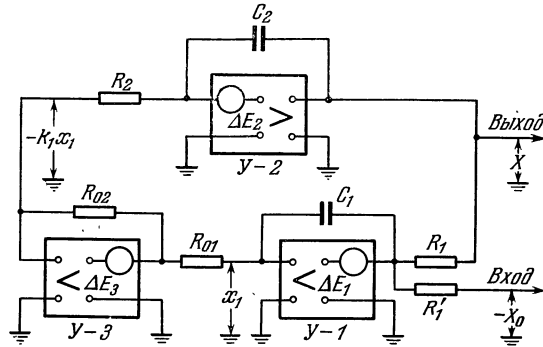 C₂
R₂
ΔE₂
>
Выход
-K₁x₁
У-2
X
R₀₂
C₁
R₁
R₀₁
Вход
< ΔE₃
x₁
< ΔE₁
R₁′
-X₀
У-3
У-1